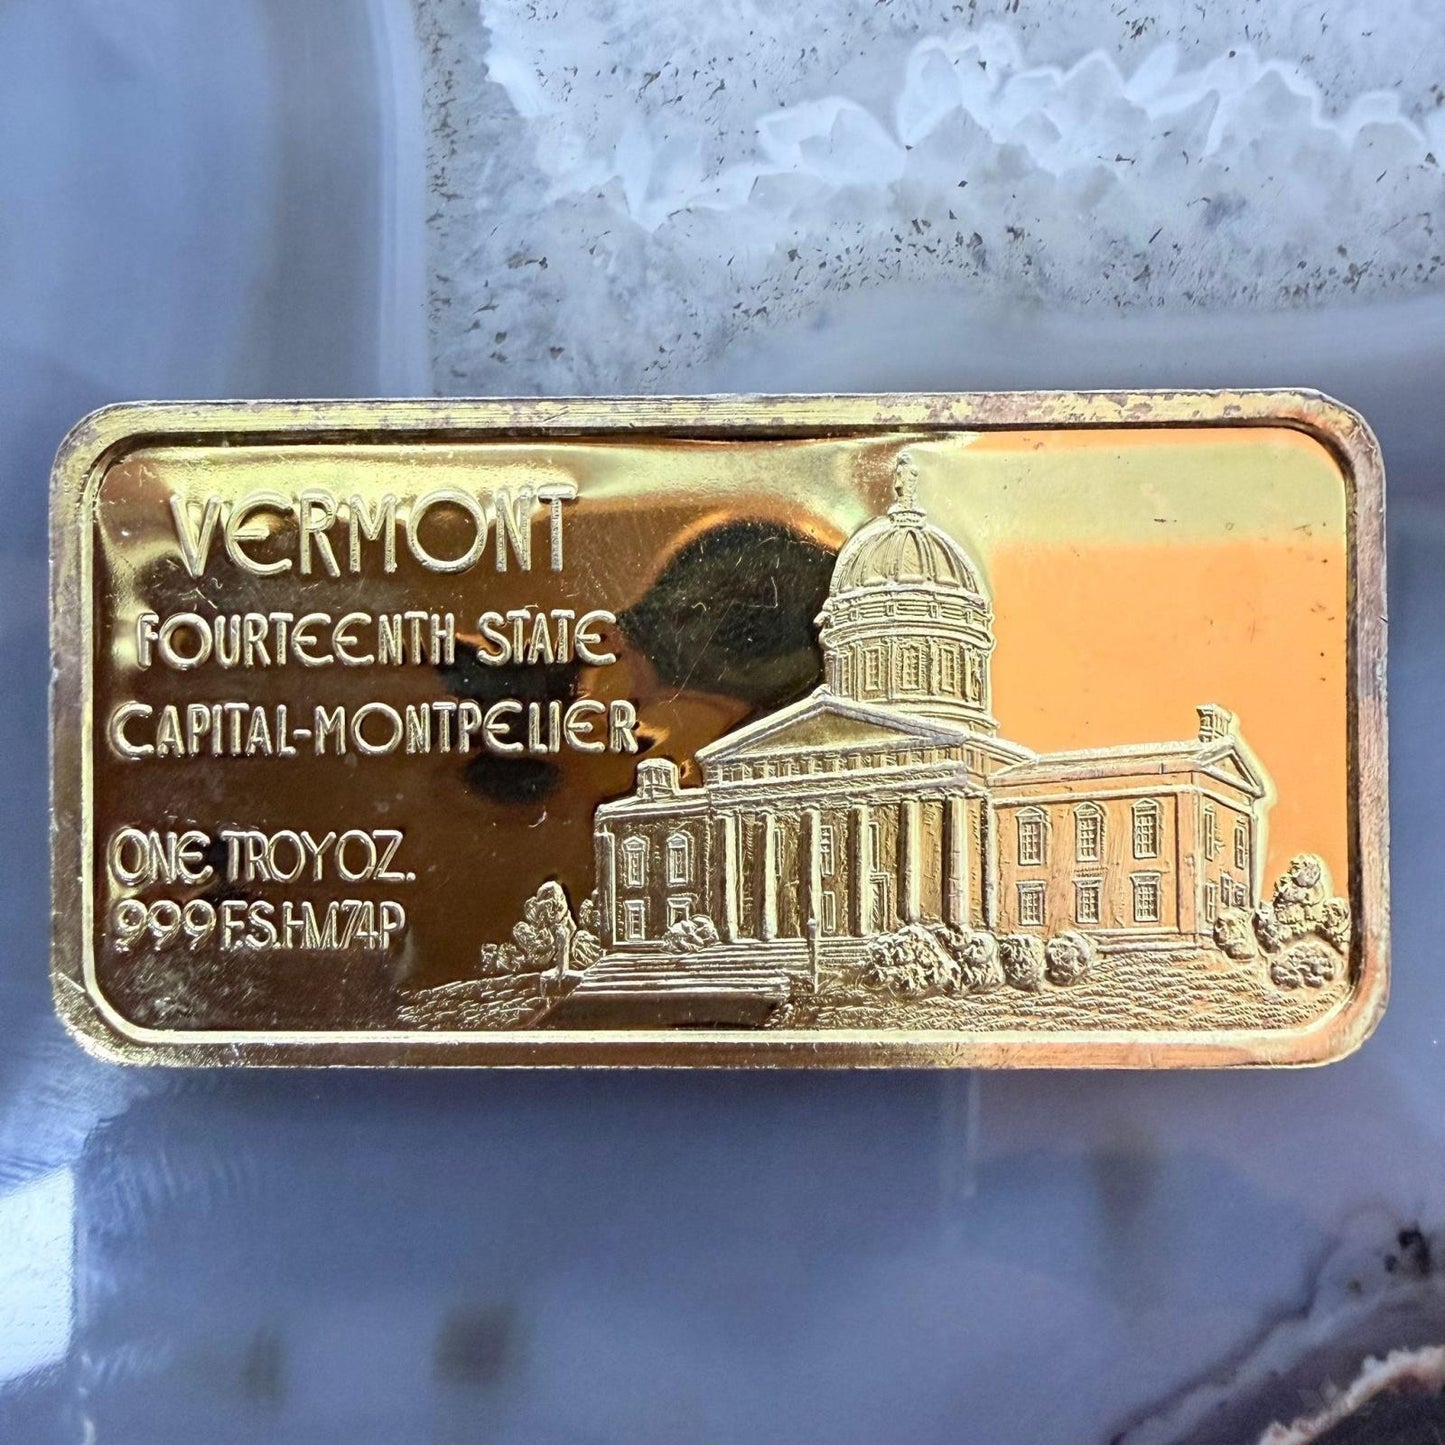 VERMONT
FOURTEENTH STATE
CAPITAL-MONTPELIER
ONE TROY OZ.
999 F.S. HM74P